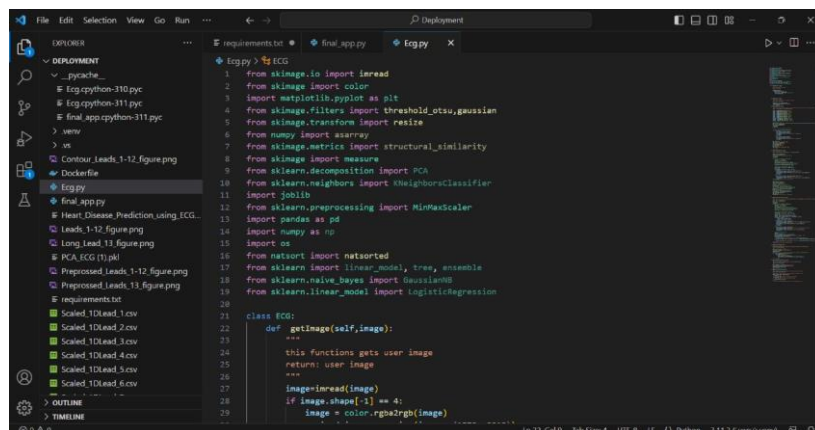 File Edit Selection View Go Run ...
Deployment
EXPLORER ...
DEPLOYMENT
__pycache__
Ecg.cpython-310.pyc
Ecg.cpython-311.pyc
final_app.cpython-311.pyc
.venv
.vs
Contour_Leads_1-12_figure.png
Dockerfile
Ecg.py
final_app.py
Heart_Disease_Prediction_using_ECG...
Leads_1-12_figure.png
Long_Lead_13_figure.png
PCA_ECG (1).pkl
Preprossed_Leads_1-12_figure.png
Preprossed_Leads_13_figure.png
requirements.txt
Scaled_1DLead_1.csv
Scaled_1DLead_2.csv
Scaled_1DLead_3.csv
Scaled_1DLead_4.csv
Scaled_1DLead_5.csv
Scaled_1DLead_6.csv
OUTLINE
TIMELINE
requirements.txt final_app.py Ecg.py
Ecg.py > ECG
1 from skimage.io import imread
2 from skimage import color
3 import matplotlib.pyplot as plt
4 from skimage.filters import threshold_otsu,gaussian
5 from skimage.transform import resize
6 from numpy import asarray
7 from skimage.metrics import structural_similarity
8 from skimage import measure
9 from sklearn.decomposition import PCA
10 from sklearn.neighbors import KNeighborsClassifier
11 import joblib
12 from sklearn.preprocessing import MinMaxScaler
13 import pandas as pd
14 import numpy as np
15 import os
16 from natsort import natsorted
17 from sklearn import linear_model, tree, ensemble
18 from sklearn.naive_bayes import GaussianNB
19 from sklearn.linear_model import LogisticRegression
20
21 class ECG:
22 def getImage(self,image):
23 """
24 this functions gets user image
25 return: user image
26 """
27 image=imread(image)
28 if image.shape[-1] == 4:
29 image = color.rgba2rgb(image)